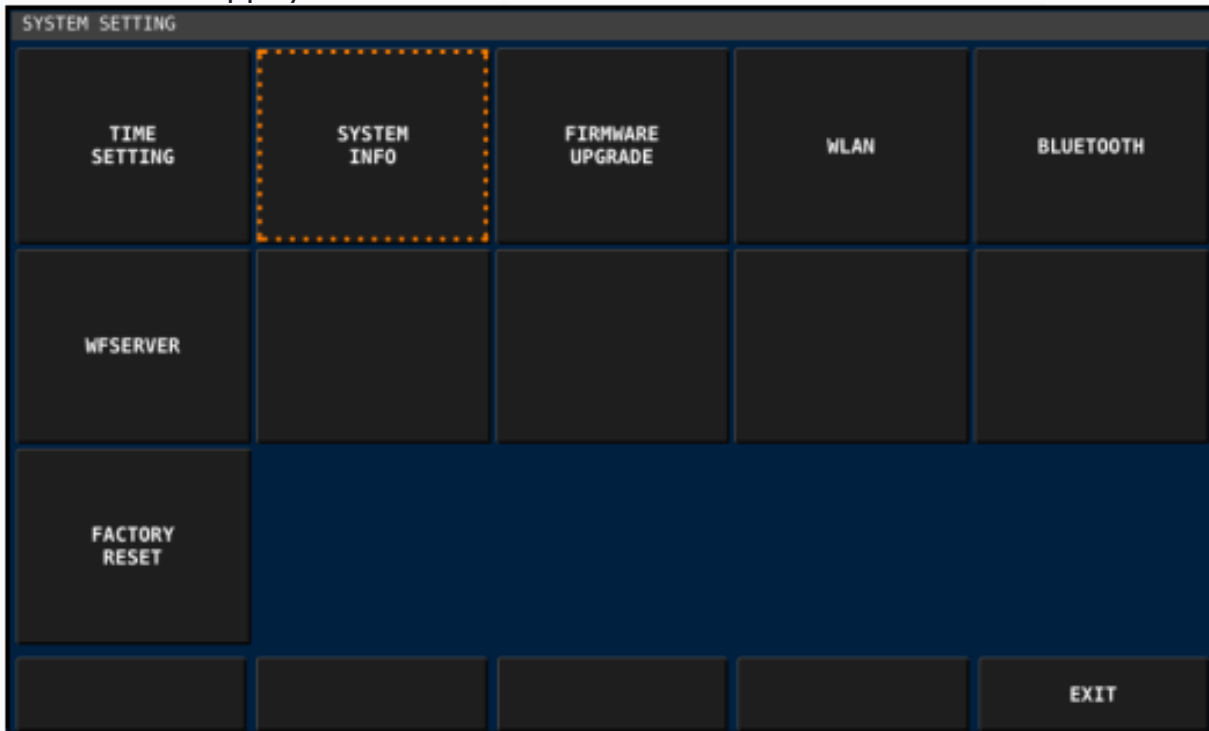 SYSTEM SETTING
TIME
SETTING
SYSTEM
INFO
FIRMWARE
UPGRADE
WLAN
BLUETOOTH
WFSERVER
FACTORY
RESET
EXIT